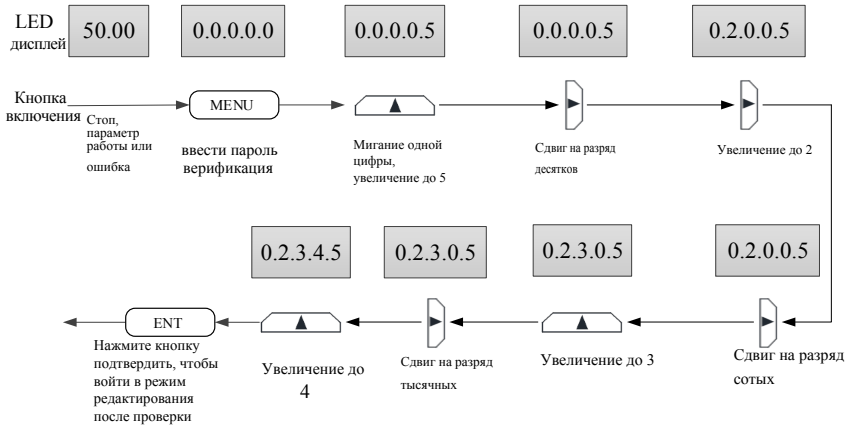 LED
дисплей
50.00
0.0.0.0.0
0.0.0.0.5
0.0.0.0.5
0.2.0.0.5
Кнопка
включения
Стоп,
параметр
работы или
ошибка
MENU
ввести пароль
верификация
Мигание одной
цифры,
увеличение до 5
Сдвиг на разряд
десятков
Увеличение до 2
0.2.3.4.5
0.2.3.0.5
0.2.3.0.5
0.2.0.0.5
ENT
Нажмите кнопку
подтвердить, чтобы
войти в режим
редактирования
после проверки
Увеличение до
4
Сдвиг на разряд
тысячных
Увеличение до 3
Сдвиг на разряд
сотых